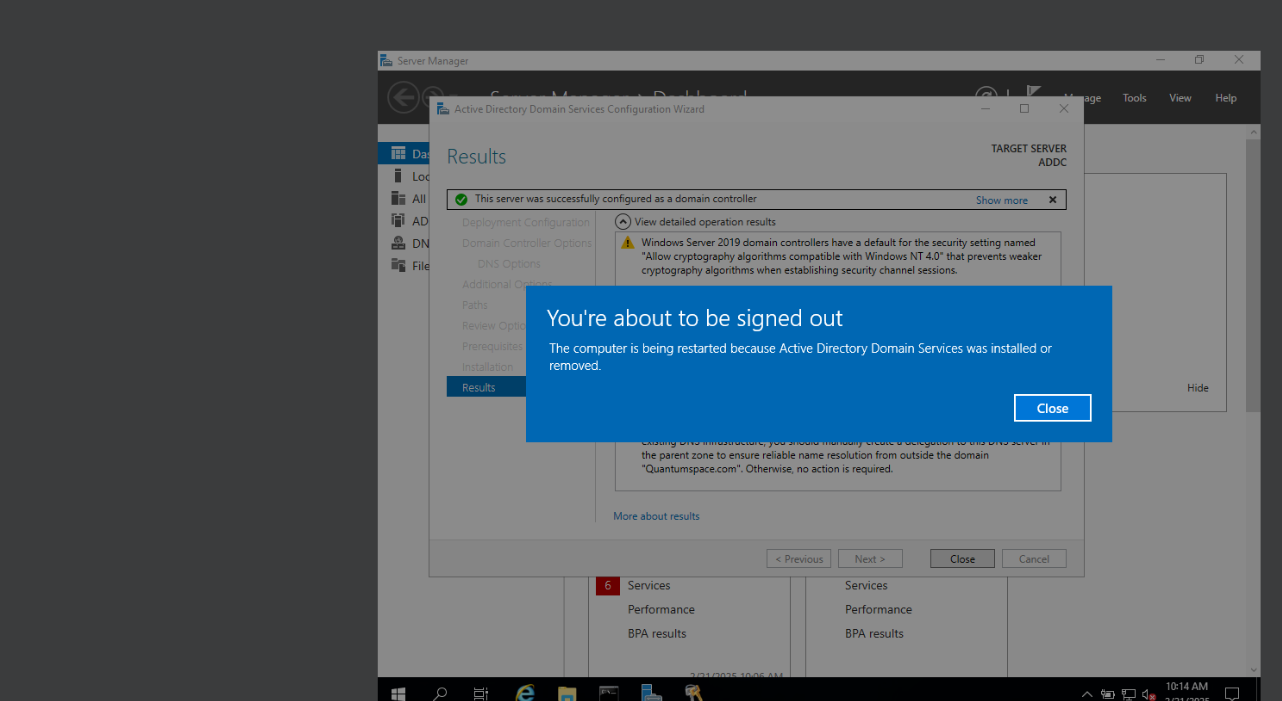 Server Manager
Manage Tools View Help
Active Directory Domain Services Configuration Wizard
Results
TARGET SERVER
ADDC
This server was successfully configured as a domain controller
Show more
Deployment Configuration
Domain Controller Options
DNS Options
Additional Options
Paths
Review Optio
Prerequisites
Installation
Results
View detailed operation results
Windows Server 2019 domain controllers have a default for the security setting named
"Allow cryptography algorithms compatible with Windows NT 4.0" that prevents weaker
cryptography algorithms when establishing security channel sessions.
You're about to be signed out
The computer is being restarted because Active Directory Domain Services was installed or
removed.
Close
existing DNS infrastructure, you should manually create a delegation to this DNS server in
the parent zone to ensure reliable name resolution from outside the domain
"Quantumspace.com". Otherwise, no action is required.
More about results
< Previous
Next >
Close
Cancel
Das
Loc
All
AD
DN
File
Hide
6 Services
Performance
BPA results
2/21/2025 10:06 AM
Services
Performance
BPA results
10:14 AM
2/21/2025